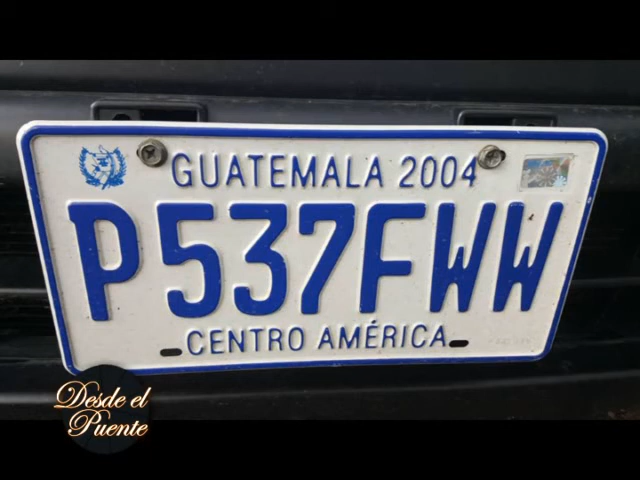 GUATEMALA 2004
P537FWW
CENTRO AMÉRICA
Desde el
Puente